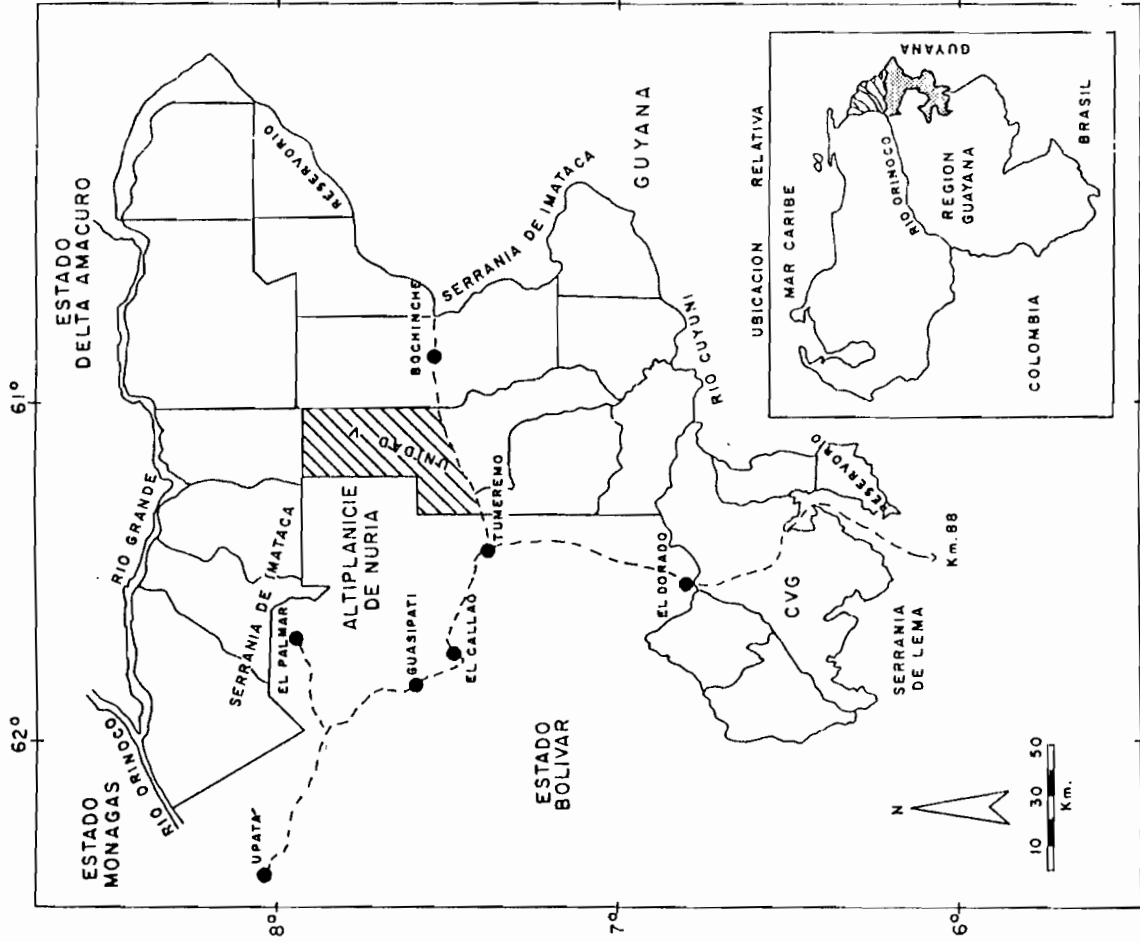 62°
61°
ESTADO
MONAGAS
RIO ORINOCO
UPATA
ESTADO
DELTA AMACURO
RIO GRANDE
RESERVORIO
SERRANIA DE IMATACA
EL PALMAR
ALTIPLANICIE
DE NURIA
UNIDAD V
BOCHINCHE
SERRANIA DE IMATACA
GUYANA
GUASIPATI
EL CALLAO
TUMEREMO
RIO CUYUNI
EL DORADO
ESTADO
BOLIVAR
CVG
RESERVORIO
Km. 88
SERRANIA
DE LEMA
8°
7°
6°
N
10 30 50
Km.
UBICACION RELATIVA
MAR CARIBE
RIO ORINOCO
REGION
GUAYANA
GUYANA
COLOMBIA
BRASIL